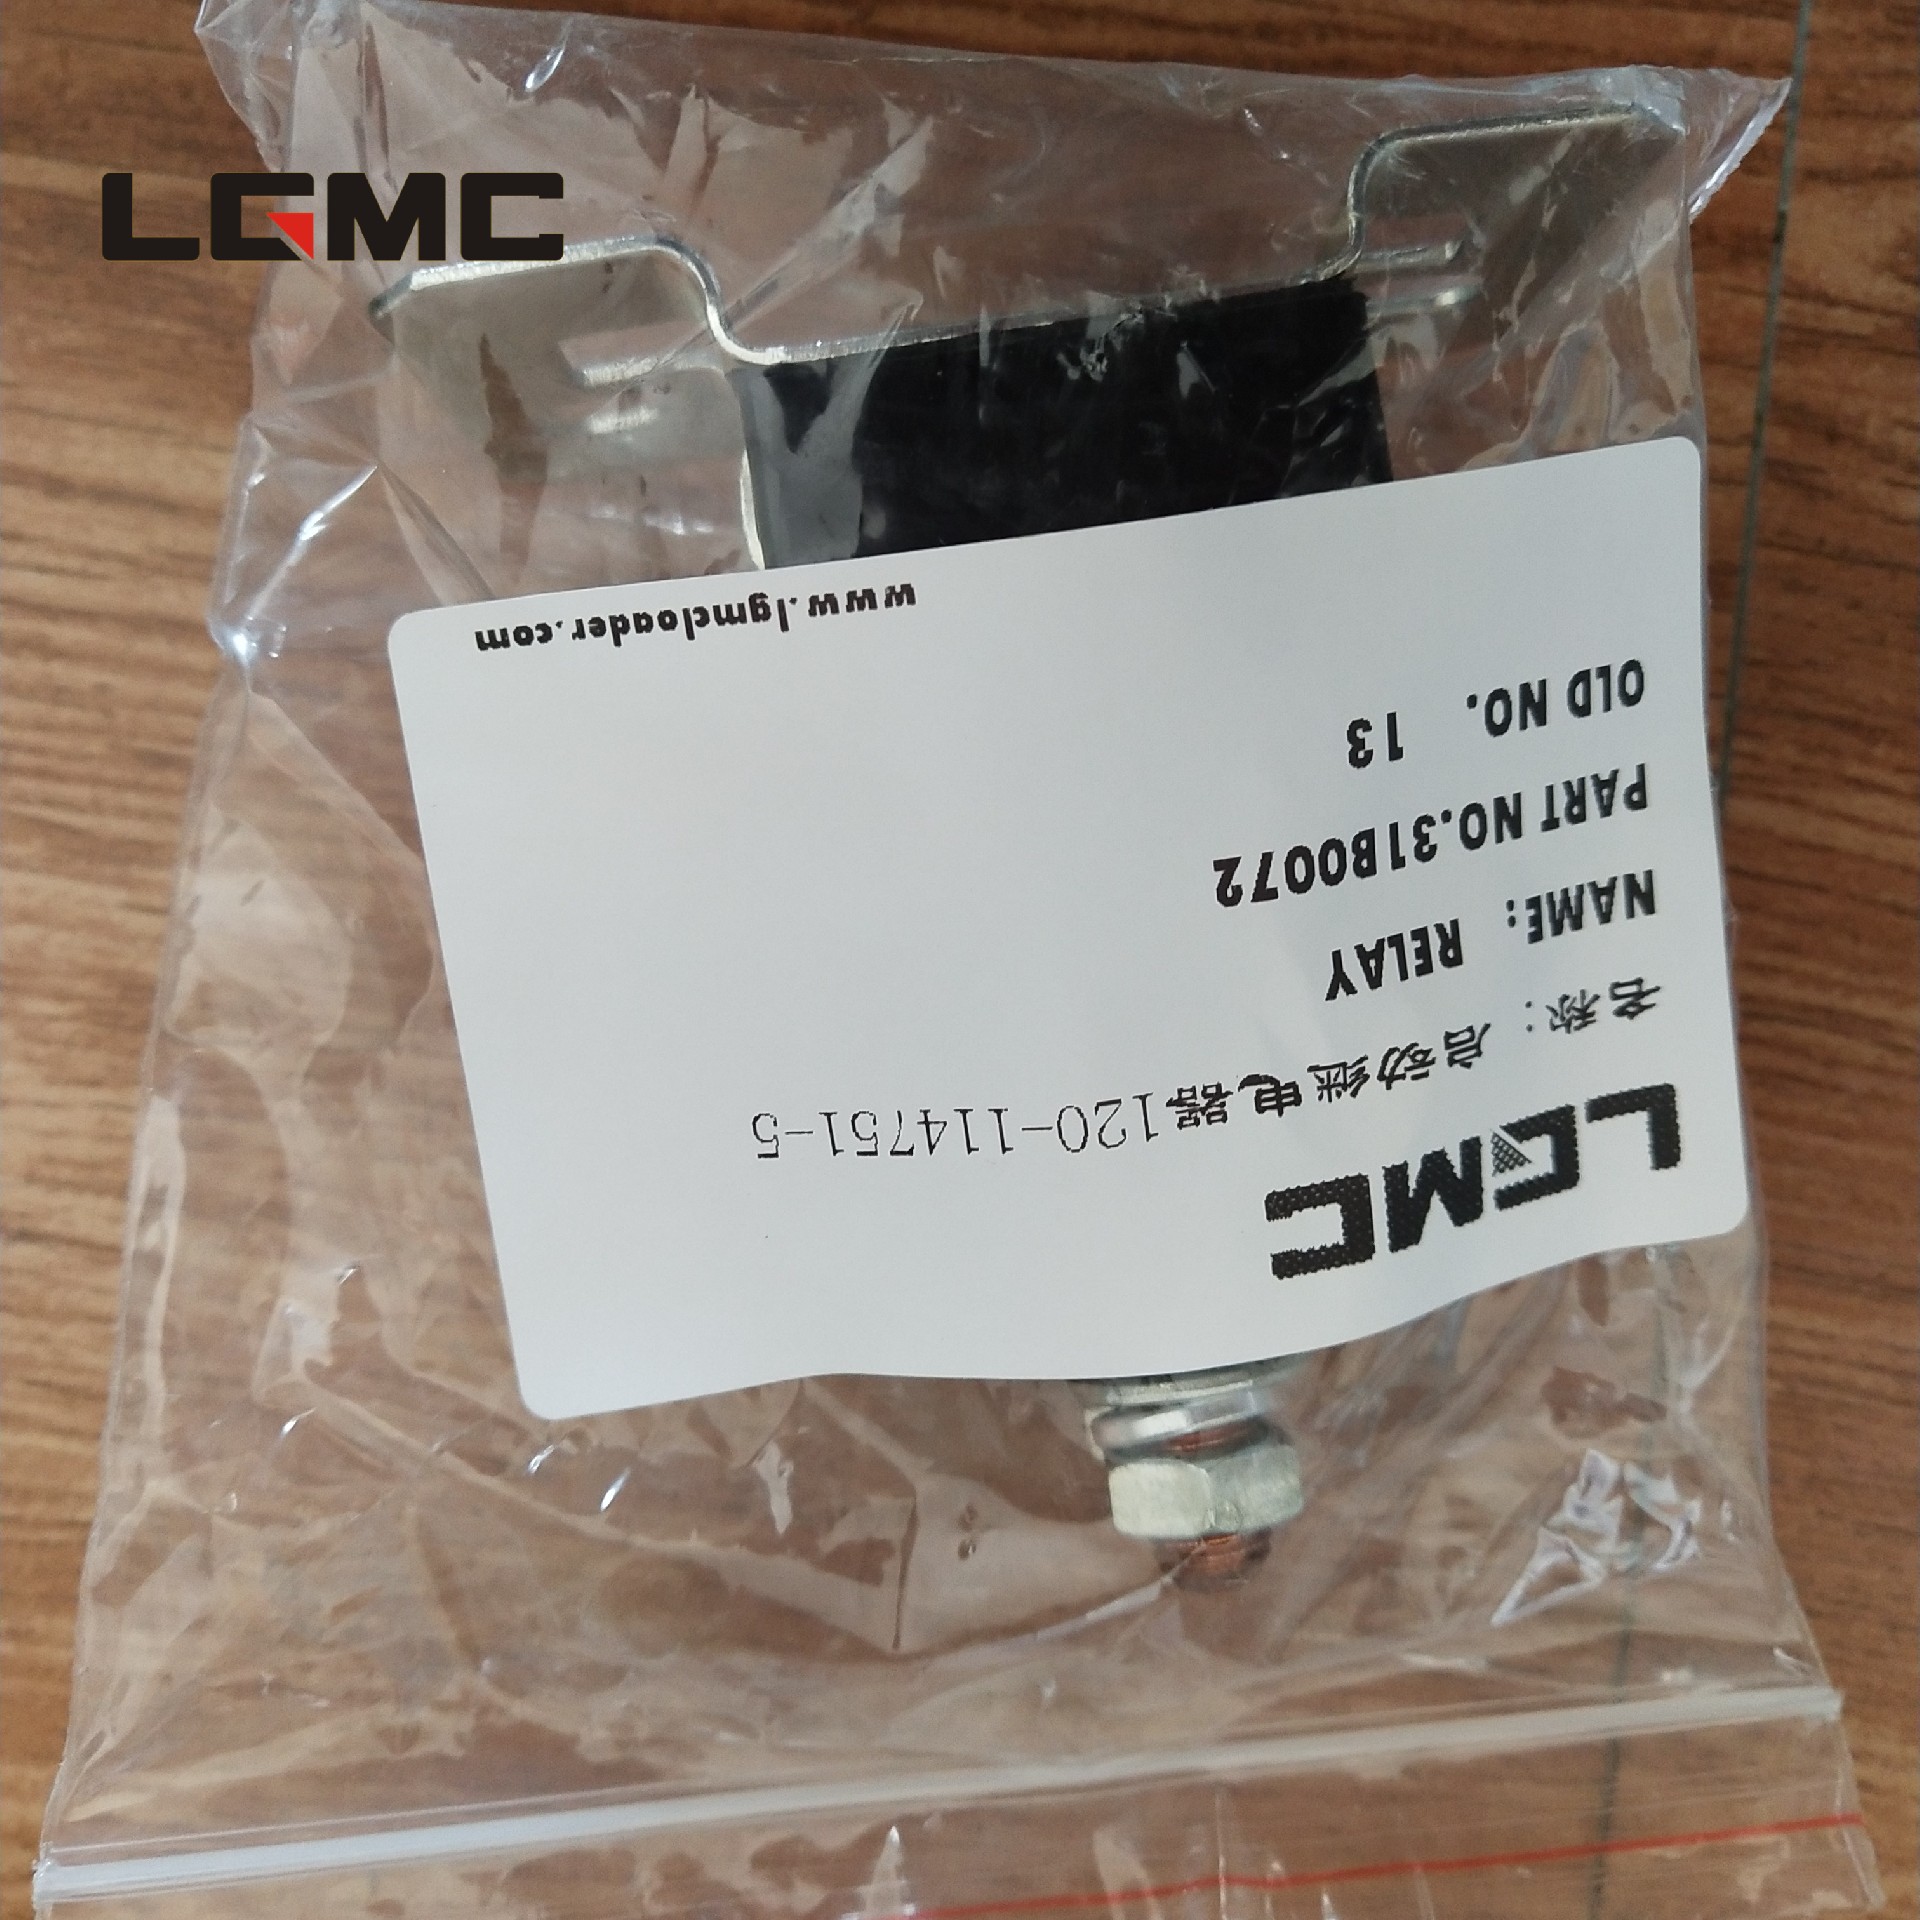 LGMC
LGMC
名称：启动继电器120-114751-5
NAME: RELAY
PART NO.31B0072
OLD NO. 13
www.lgmcloader.com